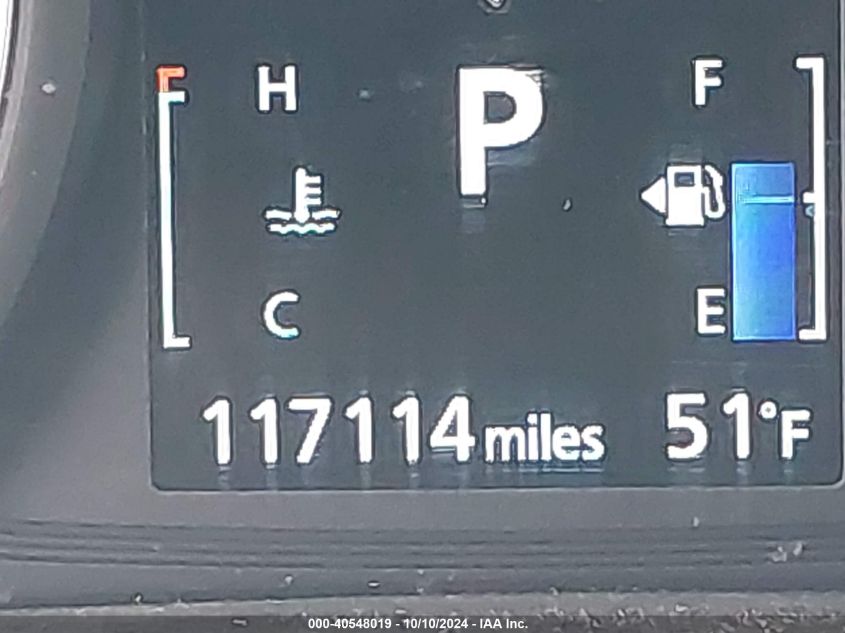 H P F
C E
117114 miles 51°F
000-40548019 - 10/10/2024 - IAA Inc.